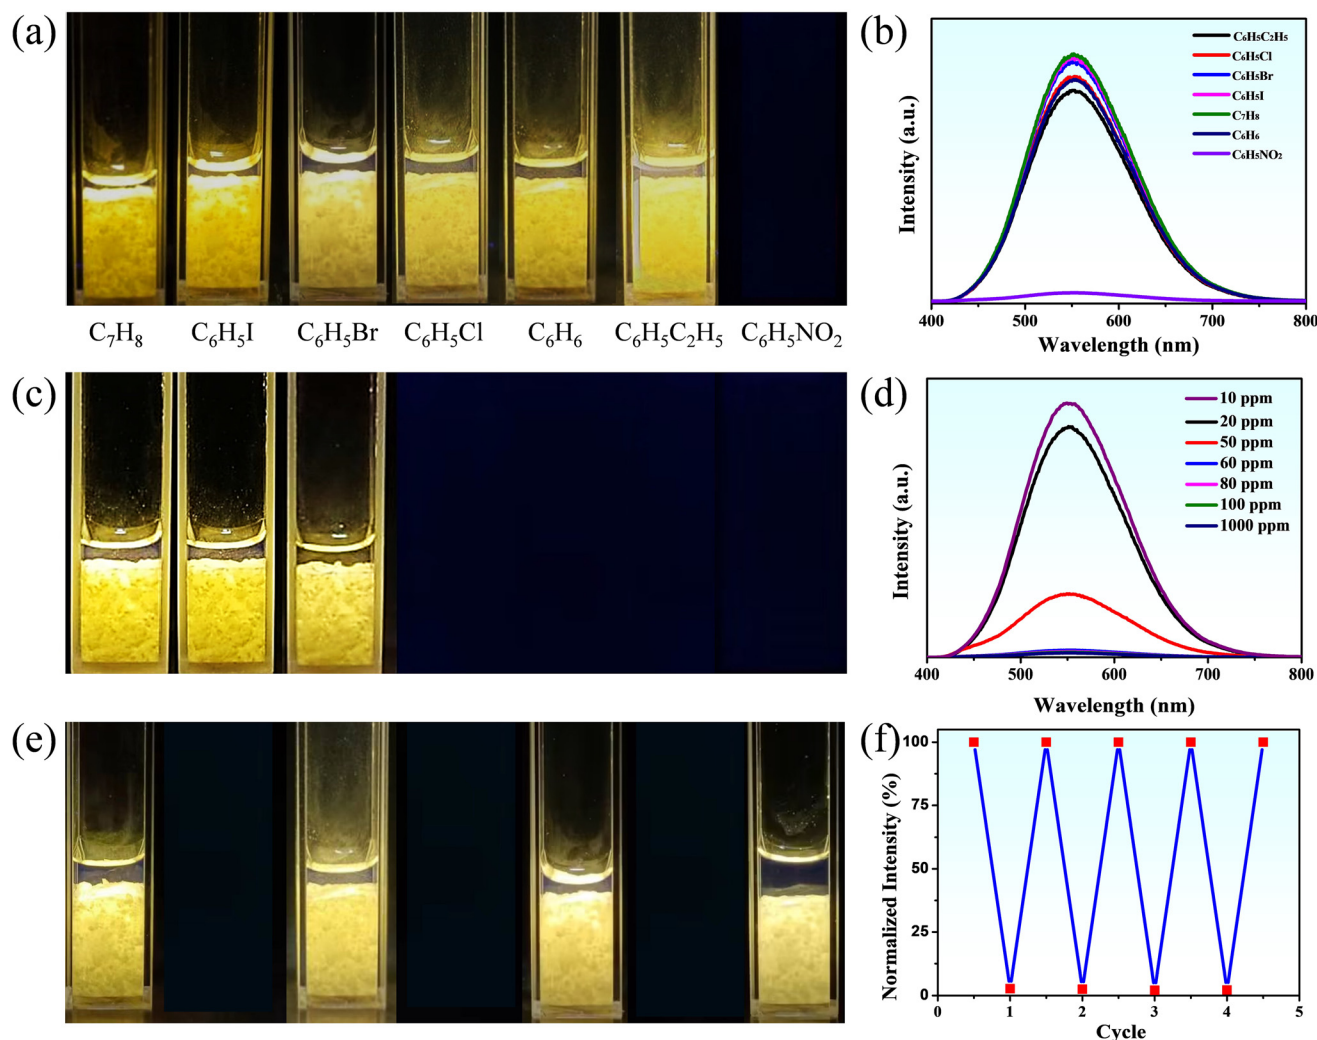 (a)
C₇H₈ C₆H₅I C₆H₅Br C₆H₅Cl C₆H₆ C₆H₅C₂H₅ C₆H₅NO₂
(b)
C₆H₅C₂H₅
C₆H₅Cl
C₆H₅Br
C₆H₅I
C₇H₈
C₆H₆
C₆H₅NO₂
Intensity (a.u.)
400 500 600 700 800
Wavelength (nm)
(c)
(d)
10 ppm
20 ppm
50 ppm
60 ppm
80 ppm
100 ppm
1000 ppm
Intensity (a.u.)
400 500 600 700 800
Wavelength (nm)
(e)
(f)
Normalized Intensity (%)
100
75
50
25
0
0 1 2 3 4 5
Cycle